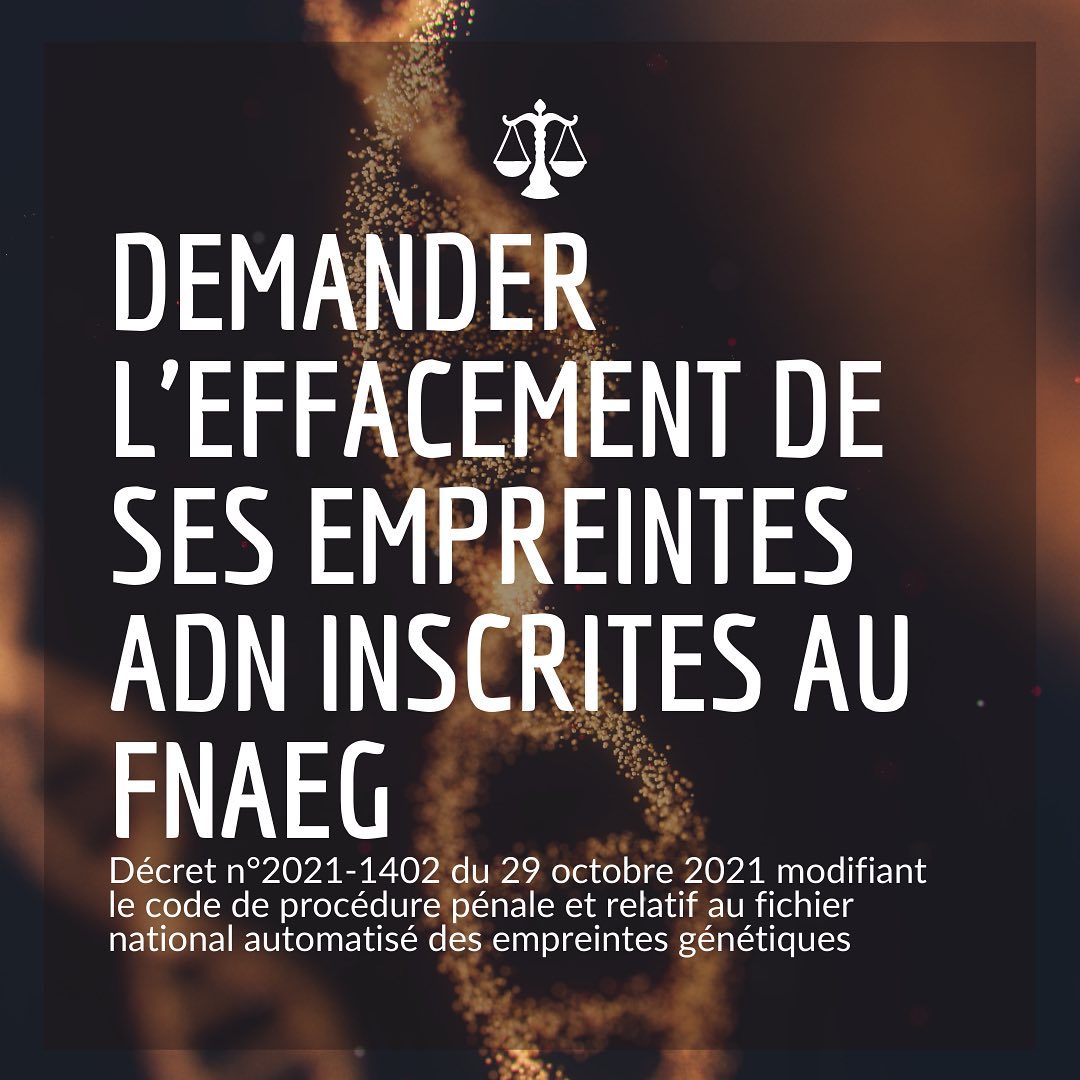 DEMANDER
L’EFFACEMENT DE
SES EMPREINTES
ADN INSCRITES AU
FNAEG
Décret n°2021-1402 du 29 octobre 2021 modifiant
le code de procédure pénale et relatif au fichier
national automatisé des empreintes génétiques